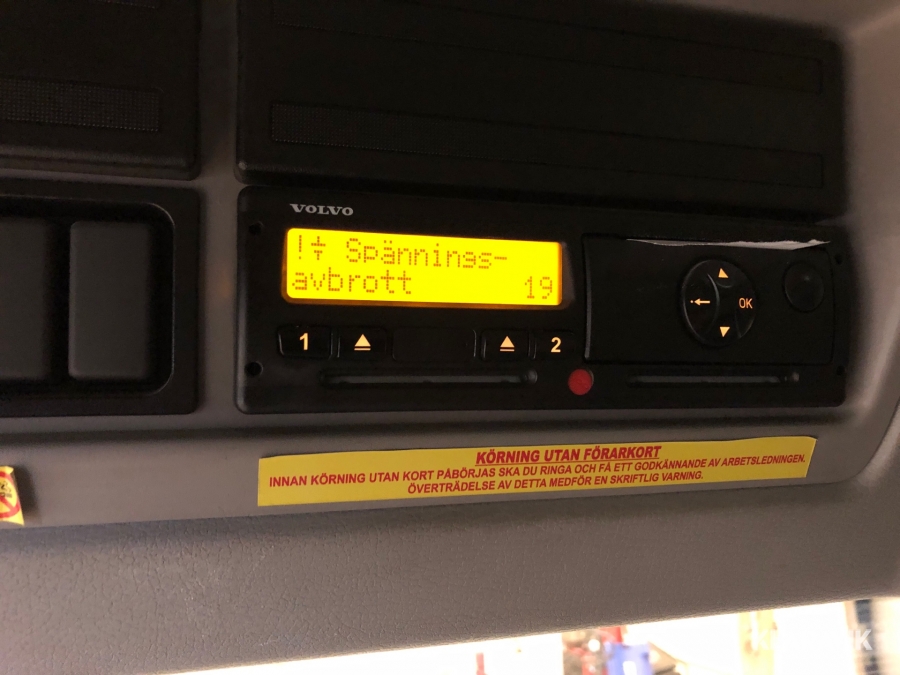 VOLVO
!÷ Spännings-
avbrott 19
1 2
OK
KÖRNING UTAN FÖRARKORT
INNAN KÖRNING UTAN KORT PÅBÖRJAS SKA DU RINGA OCH FÅ ETT GODKÄNNANDE AV ARBETSLEDNINGEN,
ÖVERTRÄDELSE AV DETTA MEDFÖR EN SKRIFTLIG VARNING.